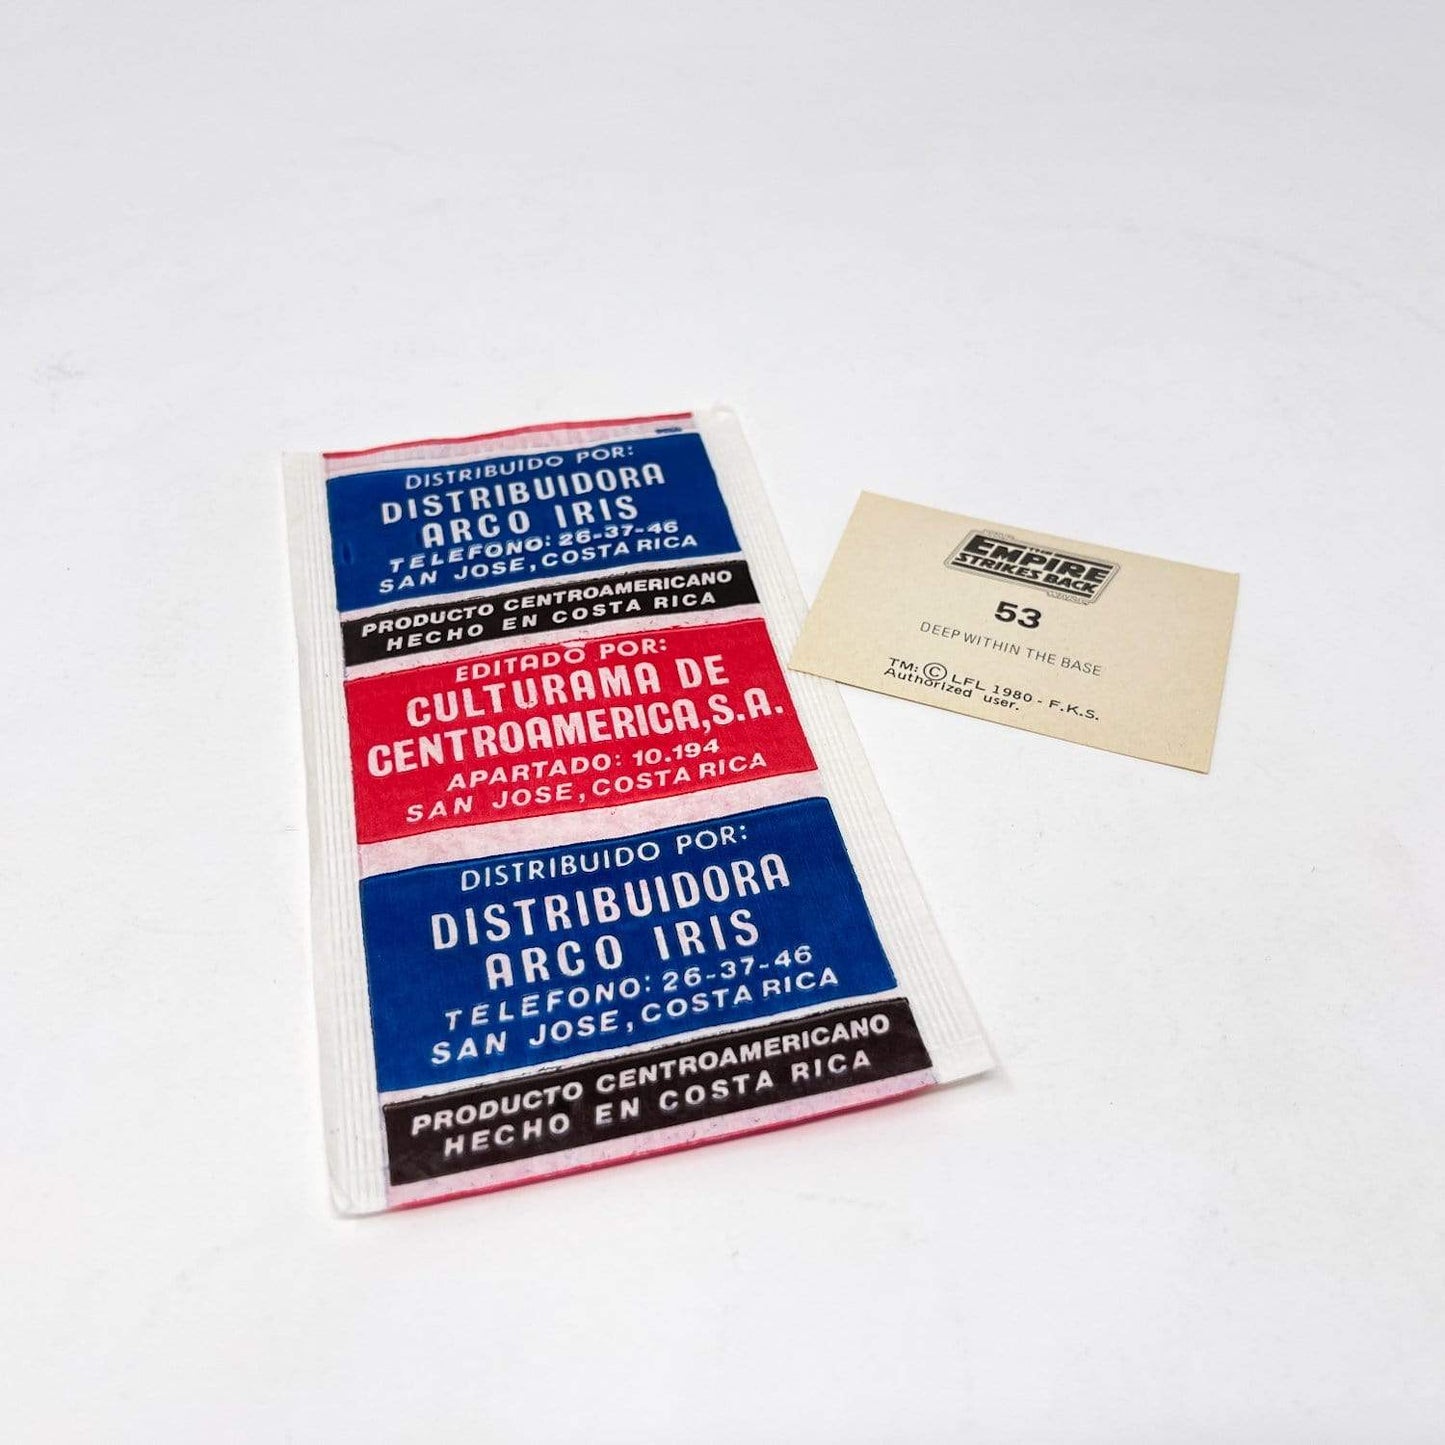 DISTRIBUIDO POR:
DISTRIBUIDORA
ARCO IRIS
TELEFONO: 26-37-46
SAN JOSE, COSTA RICA
PRODUCTO CENTROAMERICANO
HECHO EN COSTA RICA
EDITADO POR:
CULTURAMA DE
CENTROAMERICA, S.A.
APARTADO: 10.194
SAN JOSE, COSTA RICA
DISTRIBUIDO POR:
DISTRIBUIDORA
ARCO IRIS
TELEFONO: 26-37-46
SAN JOSE, COSTA RICA
PRODUCTO CENTROAMERICANO
HECHO EN COSTA RICA
STAR
THE
EMPIRE
STRIKES BACK
WARS
53
DEEP WITHIN THE BASE
TM: © LFL 1980 - F.K.S.
Authorized user.